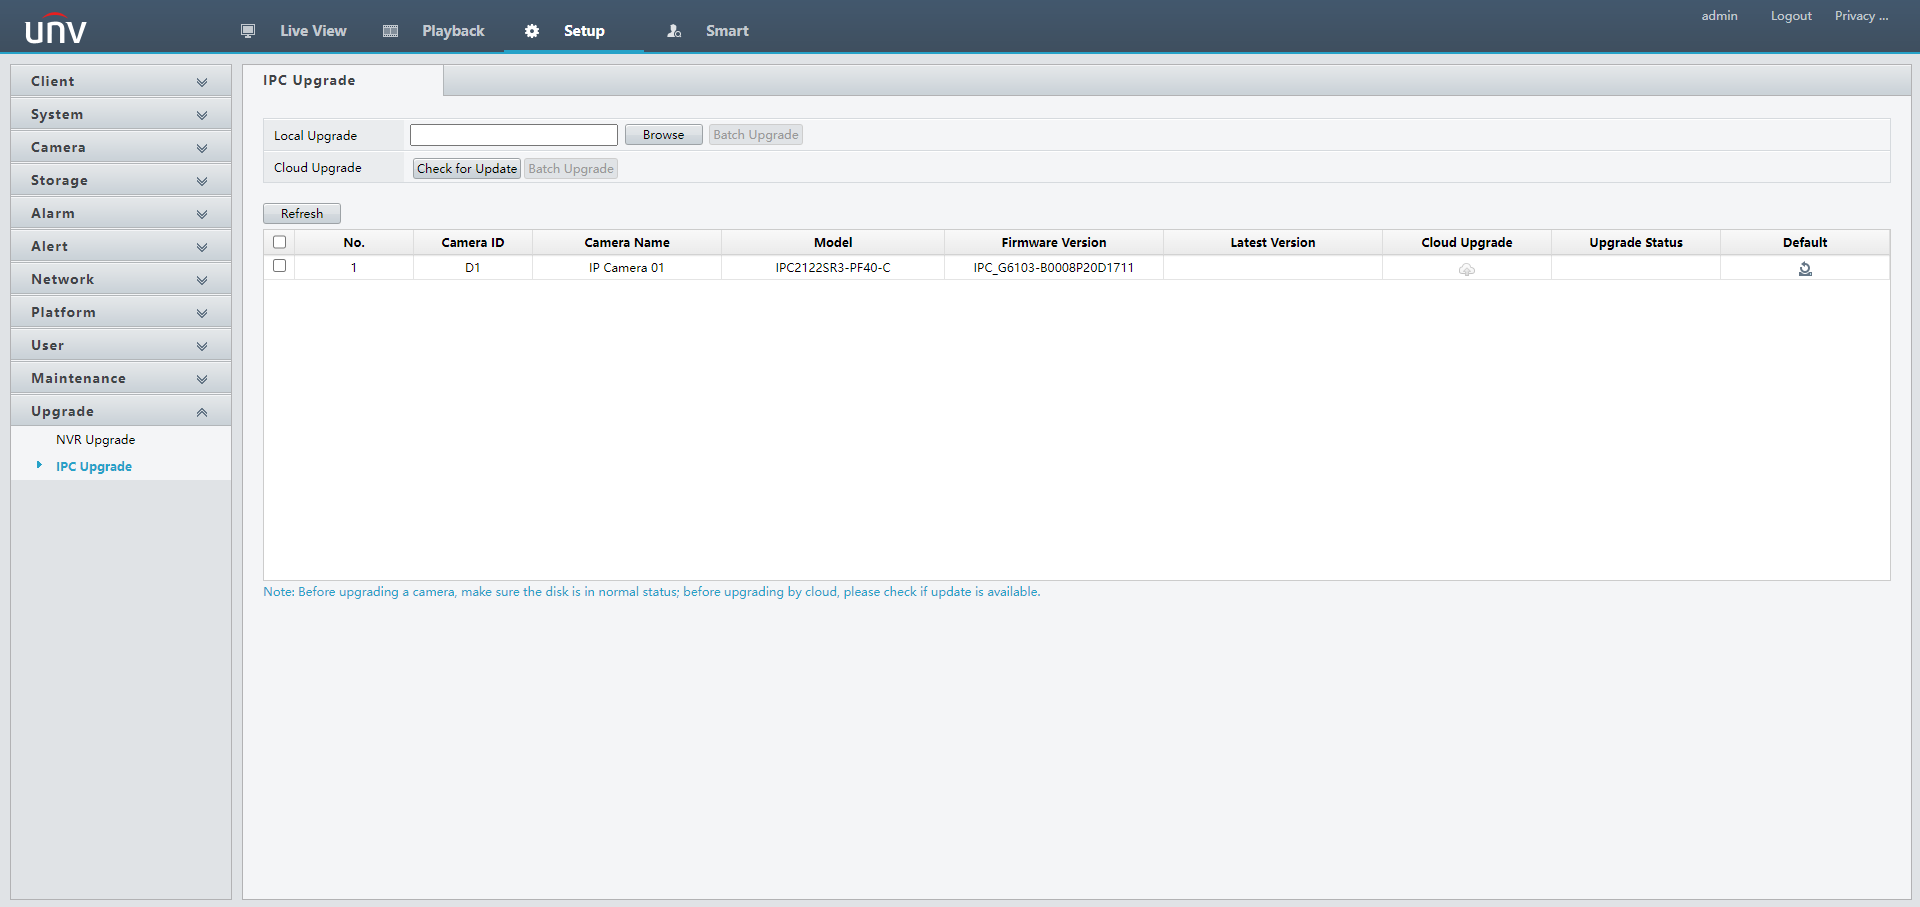 unv
Live View
Playback
Setup
Smart
admin
Logout
Privacy ...
Client
System
Camera
Storage
Alarm
Alert
Network
Platform
User
Maintenance
Upgrade
NVR Upgrade
IPC Upgrade
IPC Upgrade
Local Upgrade Browse Batch Upgrade
Cloud Upgrade Check for Update Batch Upgrade
Refresh
No. Camera ID Camera Name Model Firmware Version Latest Version Cloud Upgrade Upgrade Status Default
1 D1 IP Camera 01 IPC2122SR3-PF40-C IPC_G6103-B0008P20D1711
Note: Before upgrading a camera, make sure the disk is in normal status; before upgrading by cloud, please check if update is available.